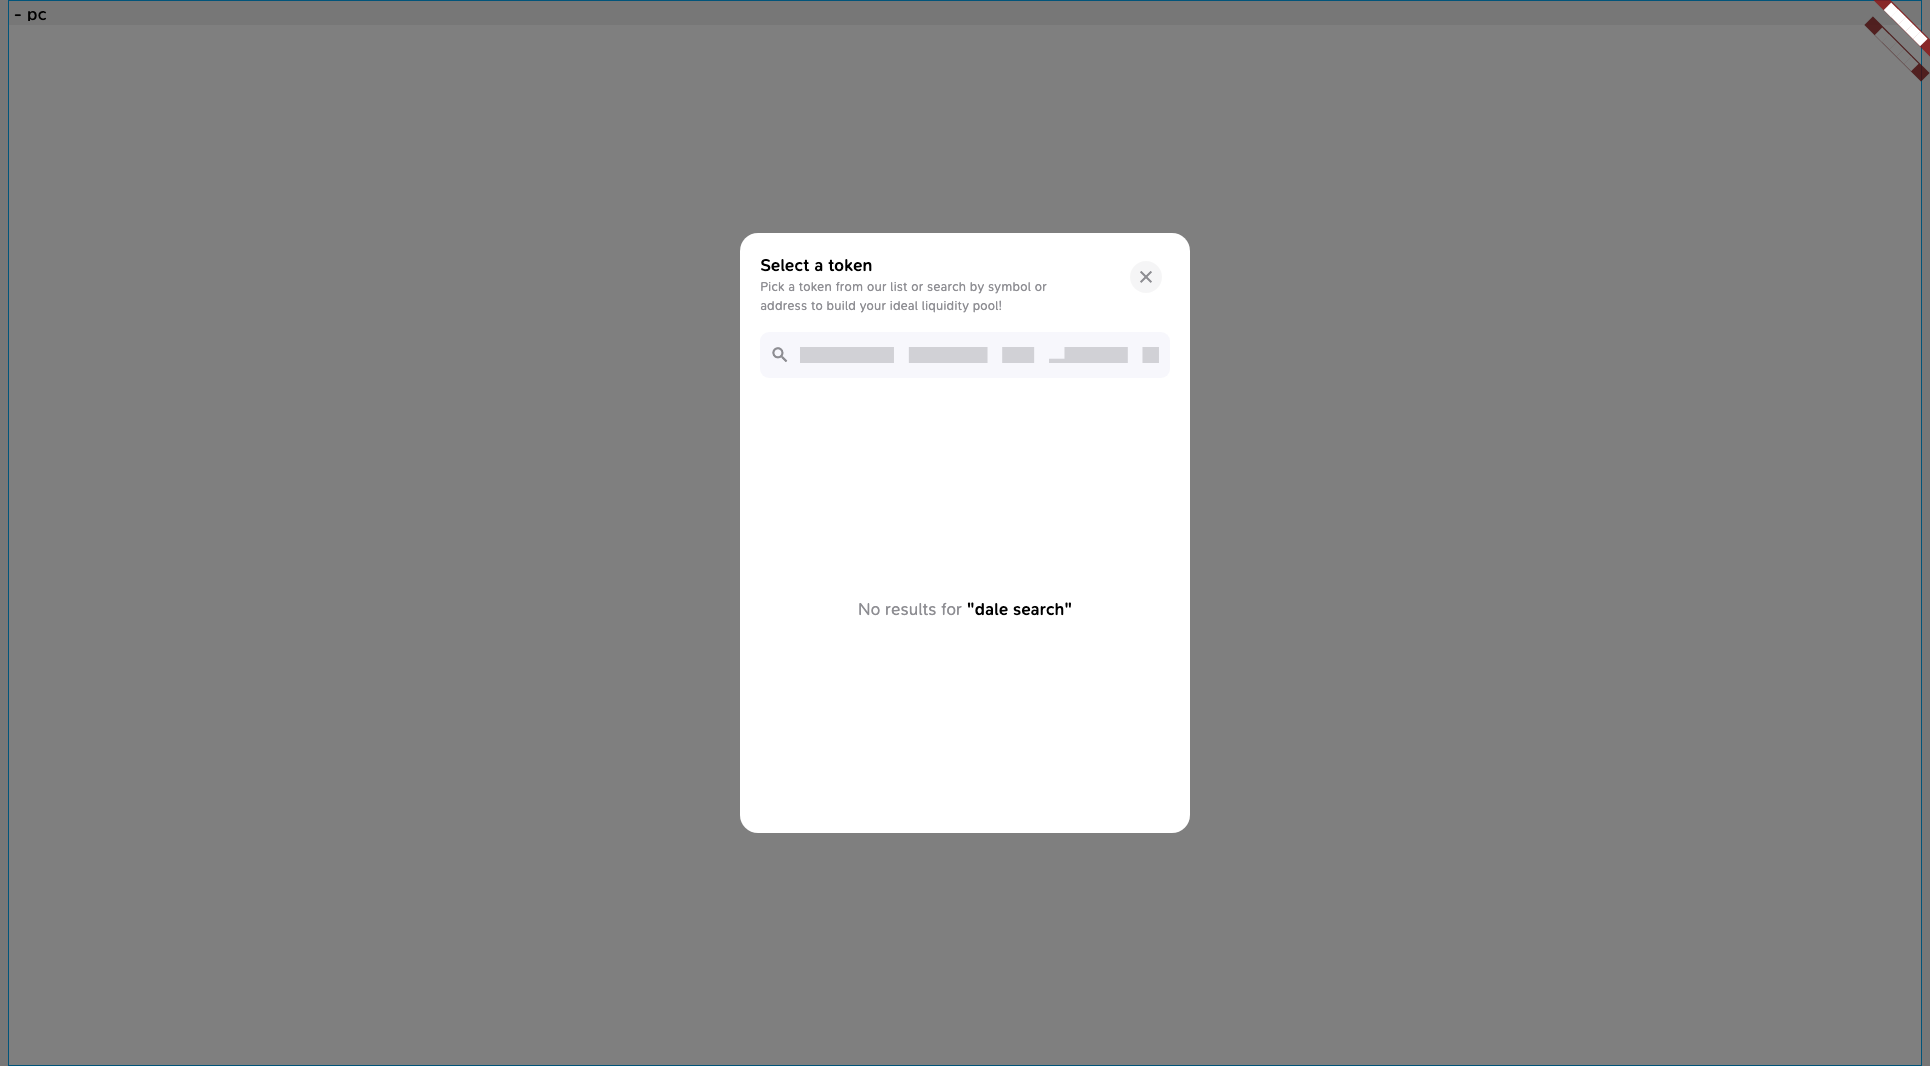 - pc
Select a token
Pick a token from our list or search by symbol or
address to build your ideal liquidity pool!
No results for "dale search"